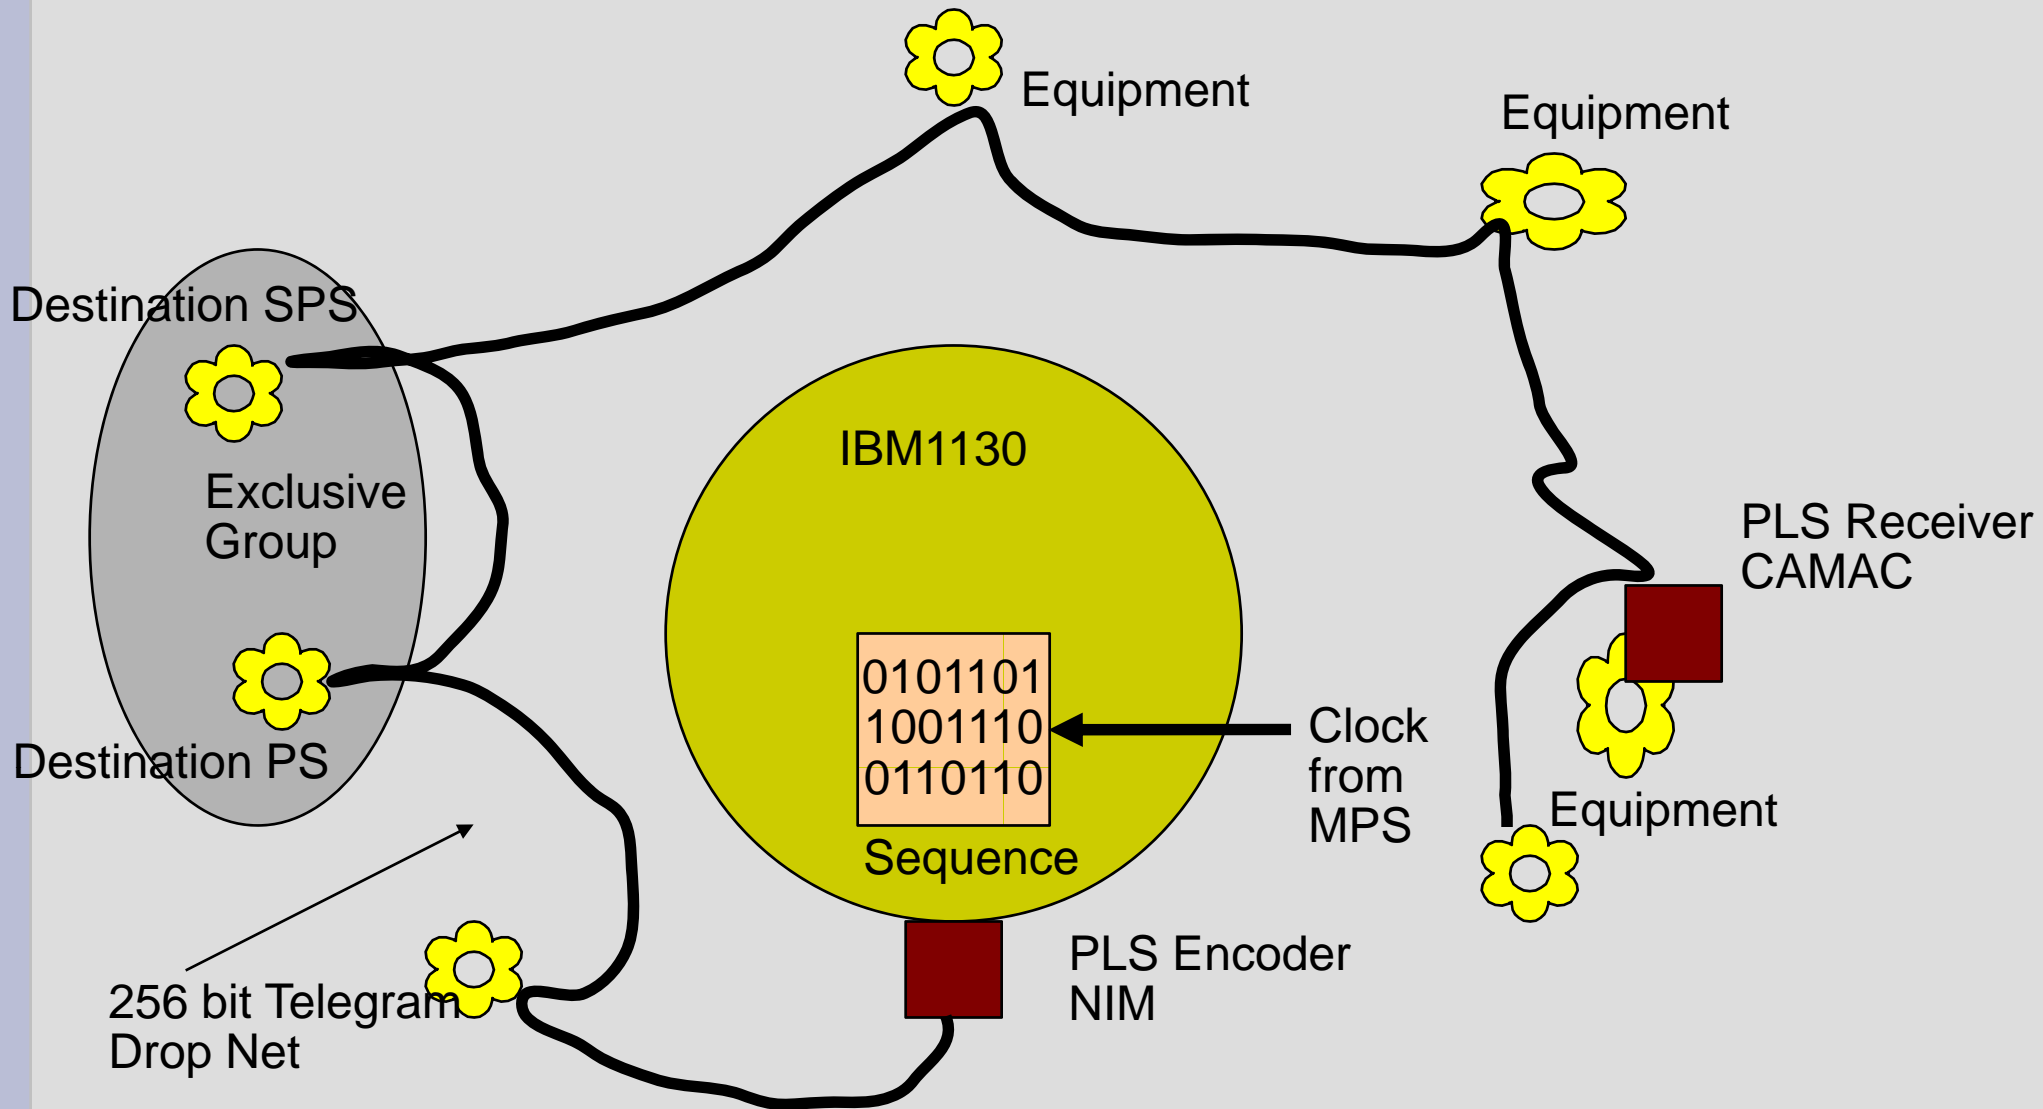 Equipment
Equipment
Destination SPS
IBM1130
Exclusive
Group
PLS Receiver
CAMAC
0101101
1001110
0110110
Clock
from
MPS
Destination PS
Equipment
Sequence
PLS Encoder
NIM
256 bit Telegram
Drop Net